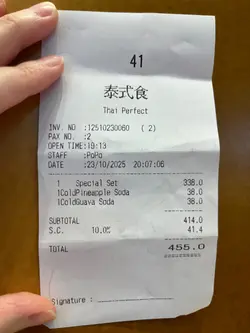 41
泰式食
Thai Perfect
INV. NO :12510230060 ( 2)
PAX NO.:2
OPEN TIME:19:13
STAFF :PoPo
DATE :23/10/2025 20:07:06
1 Special Set 338.0
1ColdPineapple Soda 38.0
1ColdGuava Soda 38.0
SUBTOTAL 414.0
S.C. 10.0% 41.4
TOTAL 455.0
==========
Signature : ____________